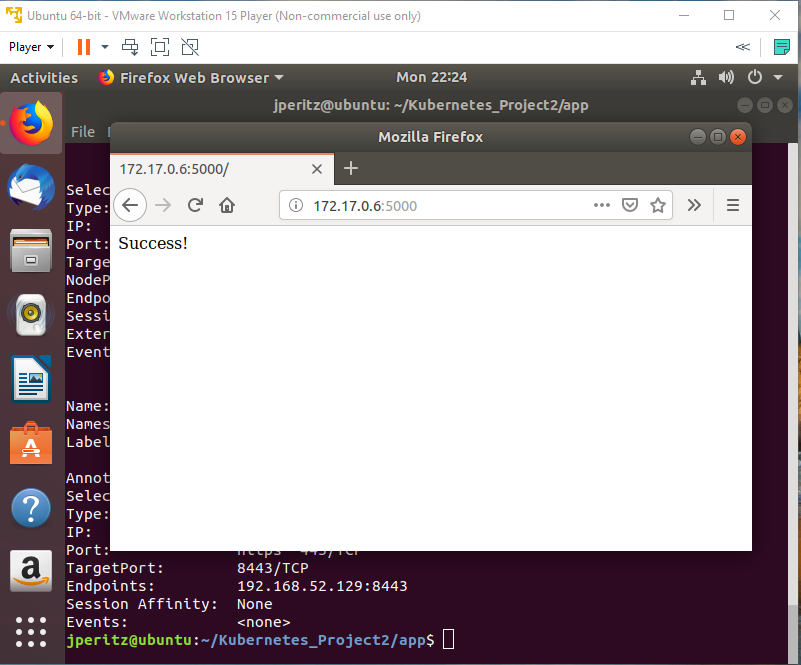 Ubuntu 64-bit - VMware Workstation 15 Player (Non-commercial use only)
Player
Activities Firefox Web Browser Mon 22:24
jperitz@ubuntu: ~/Kubernetes_Project2/app
File
Mozilla Firefox
172.17.0.6:5000/
172.17.0.6:5000
Success!
Selec
Type:
IP:
Port:
Targe
NodeP
Endpo
Sessi
Exter
Event
Name:
Names
Label
Annot
Selec
Type:
IP:
Port: https 443/TCP
TargetPort: 8443/TCP
Endpoints: 192.168.52.129:8443
Session Affinity: None
Events: <none>
jperitz@ubuntu:~/Kubernetes_Project2/app$